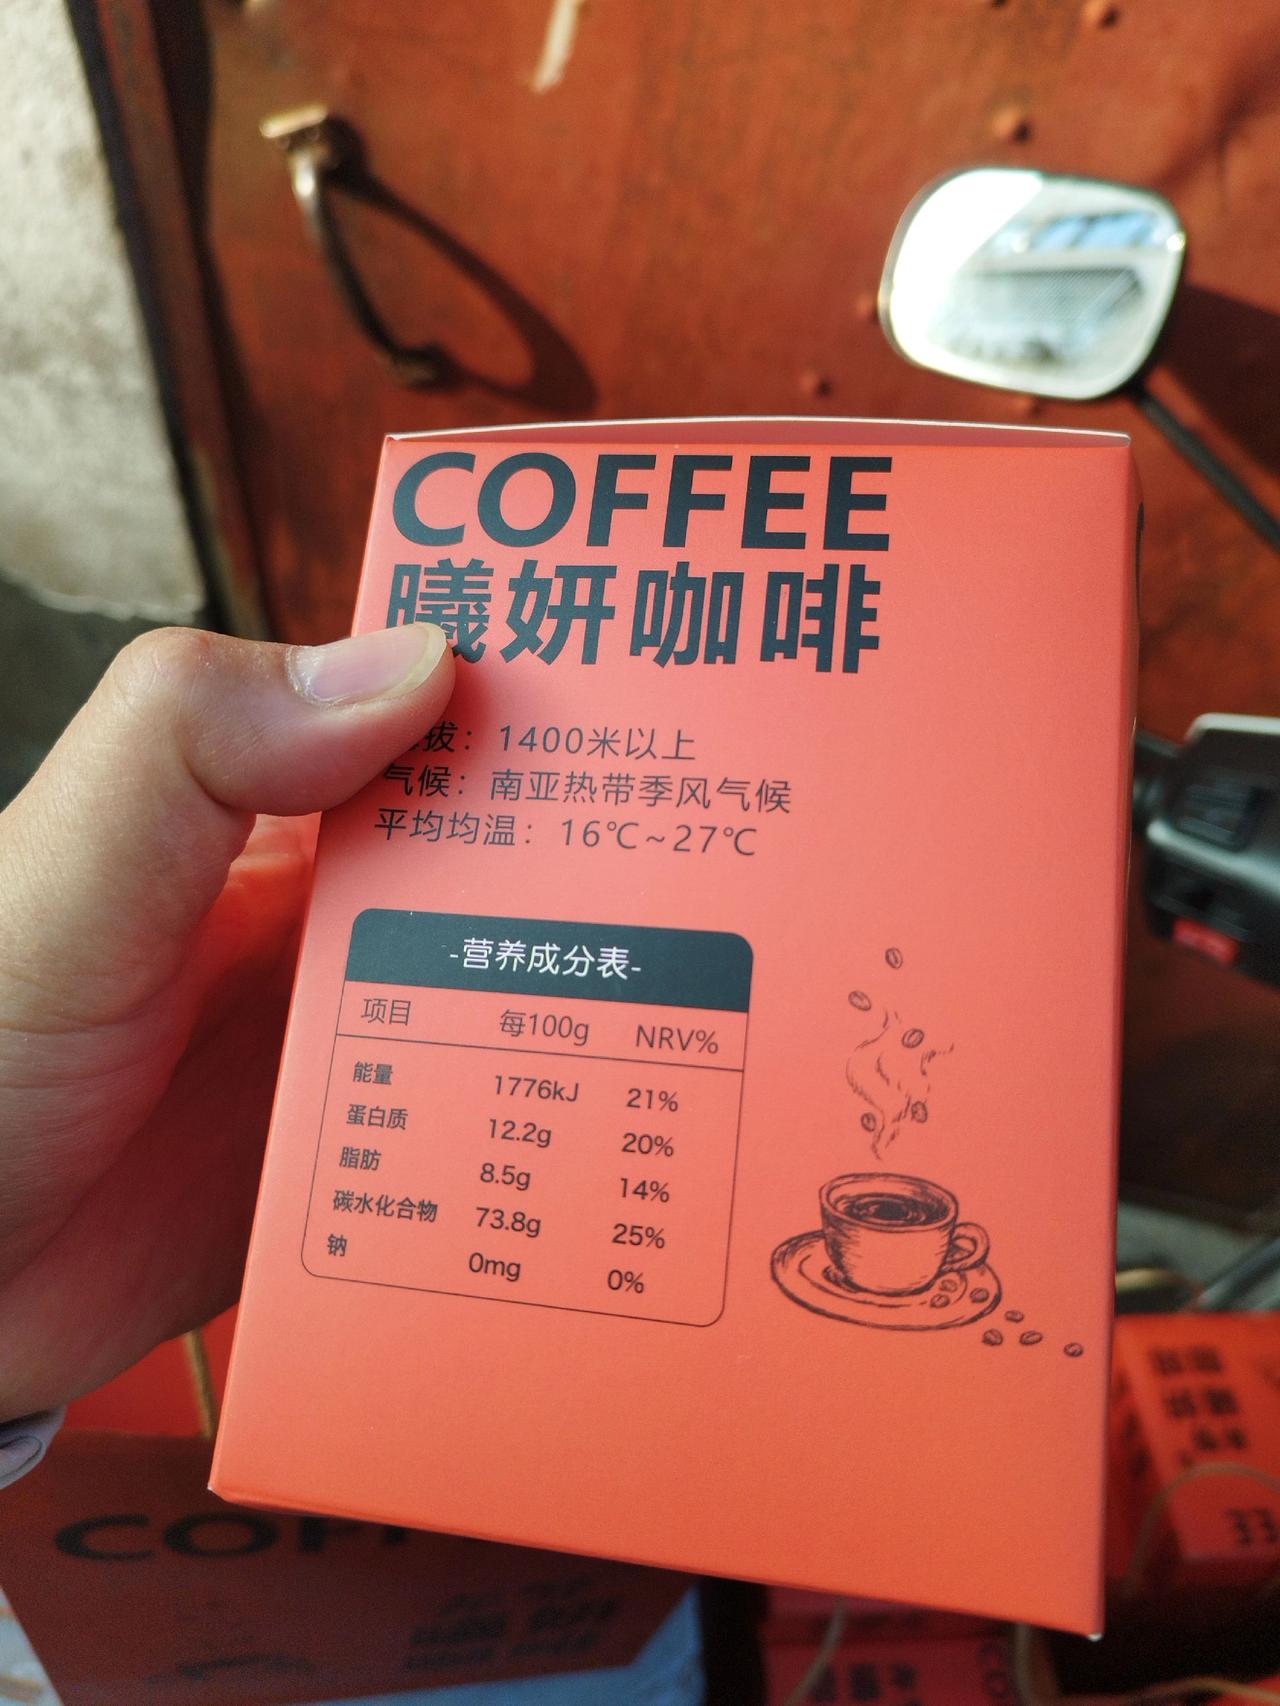 COFFEE
曦妍咖啡
拔：1400米以上
气候：南亚热带季风气候
平均均温：16℃~27℃
-营养成分表-
项目 每100g NRV%
能量 1776kJ 21%
蛋白质 12.2g 20%
脂肪 8.5g 14%
碳水化合物 73.8g 25%
钠 0mg 0%